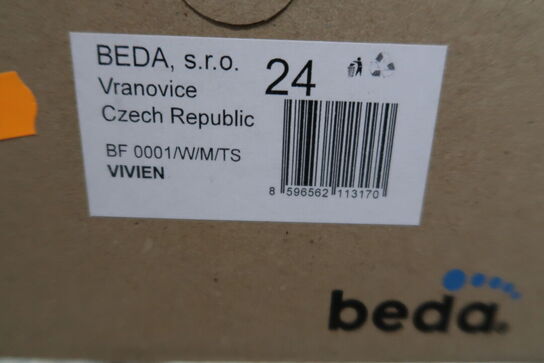 BEDA, s.r.o.
24
Vranovice
Czech Republic
BF 0001/W/M/TS
VIVIEN
8 596562 113170
beda